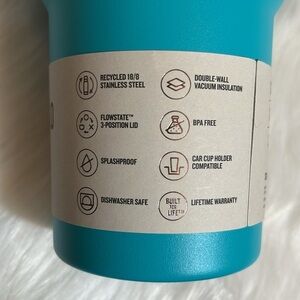 RECYCLED 18/8
STAINLESS STEEL
DOUBLE-WALL
VACUUM INSULATION
FLOWSTATE™
3-POSITION LID
BPA FREE
SPLASHPROOF
CAR CUP HOLDER
COMPATIBLE
DISHWASHER SAFE
BUILT
FOR
LIFE™
LIFETIME WARRANTY